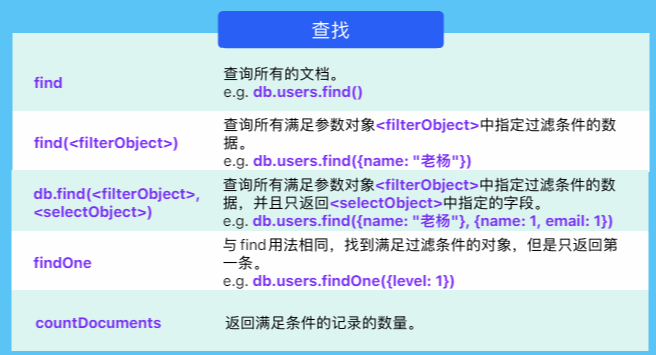 查找
find
查询所有的文档。
e.g. db.users.find()
find(<filterObject>)
查询所有满足参数对象<filterObject>中指定过滤条件的数
据。
e.g. db.users.find({name: "老杨"})
db.find(<filterObject>,
<selectObject>)
查询所有满足参数对象<filterObject>中指定过滤条件的数
据，并且只返回<selectObject>中指定的字段。
e.g. db.users.find({name: "老杨"}, {name: 1, email: 1})
findOne
与 find 用法相同，找到满足过滤条件的对象，但是只返回第
一条。
e.g. db.users.findOne({level: 1})
countDocuments
返回满足条件的记录的数量。